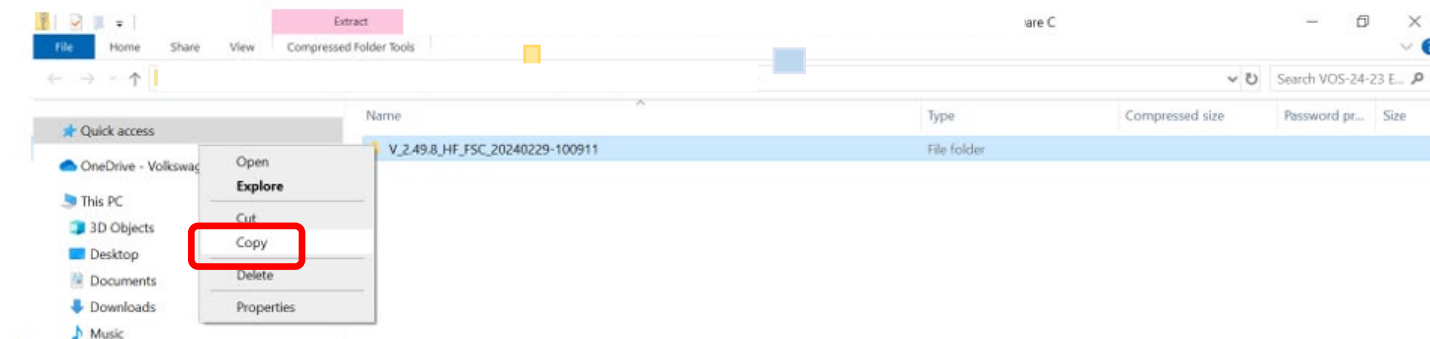 Extract
are C
File Home Share View Compressed Folder Tools
Search VOS-24-23 E...
Name Type Compressed size Password pr... Size
Quick access
V_2.49.8_HF_FSC_20240229-100911 File folder
OneDrive - Volkswag
This PC
3D Objects
Desktop
Documents
Downloads
Music
Open
Explore
Cut
Copy
Delete
Properties